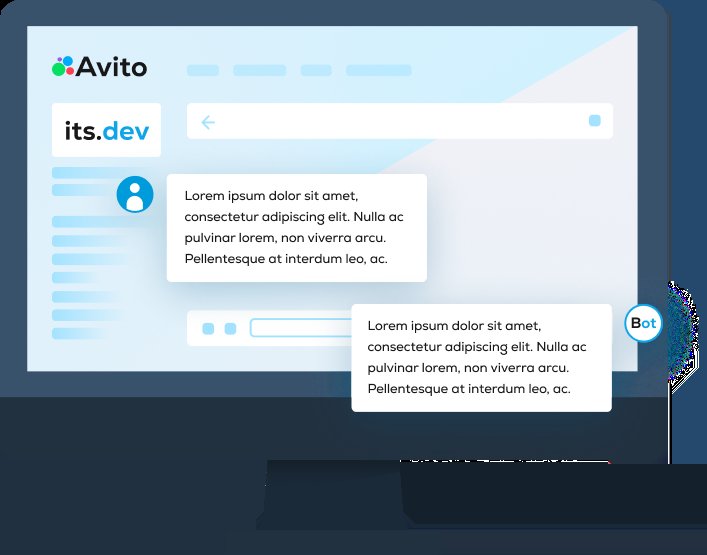 Avito
its.dev
Lorem ipsum dolor sit amet,
consectetur adipiscing elit. Nulla ac
pulvinar lorem, non viverra arcu.
Pellentesque at interdum leo, ac.
Bot
Lorem ipsum dolor sit amet,
consectetur adipiscing elit. Nulla ac
pulvinar lorem, non viverra arcu.
Pellentesque at interdum leo, ac.